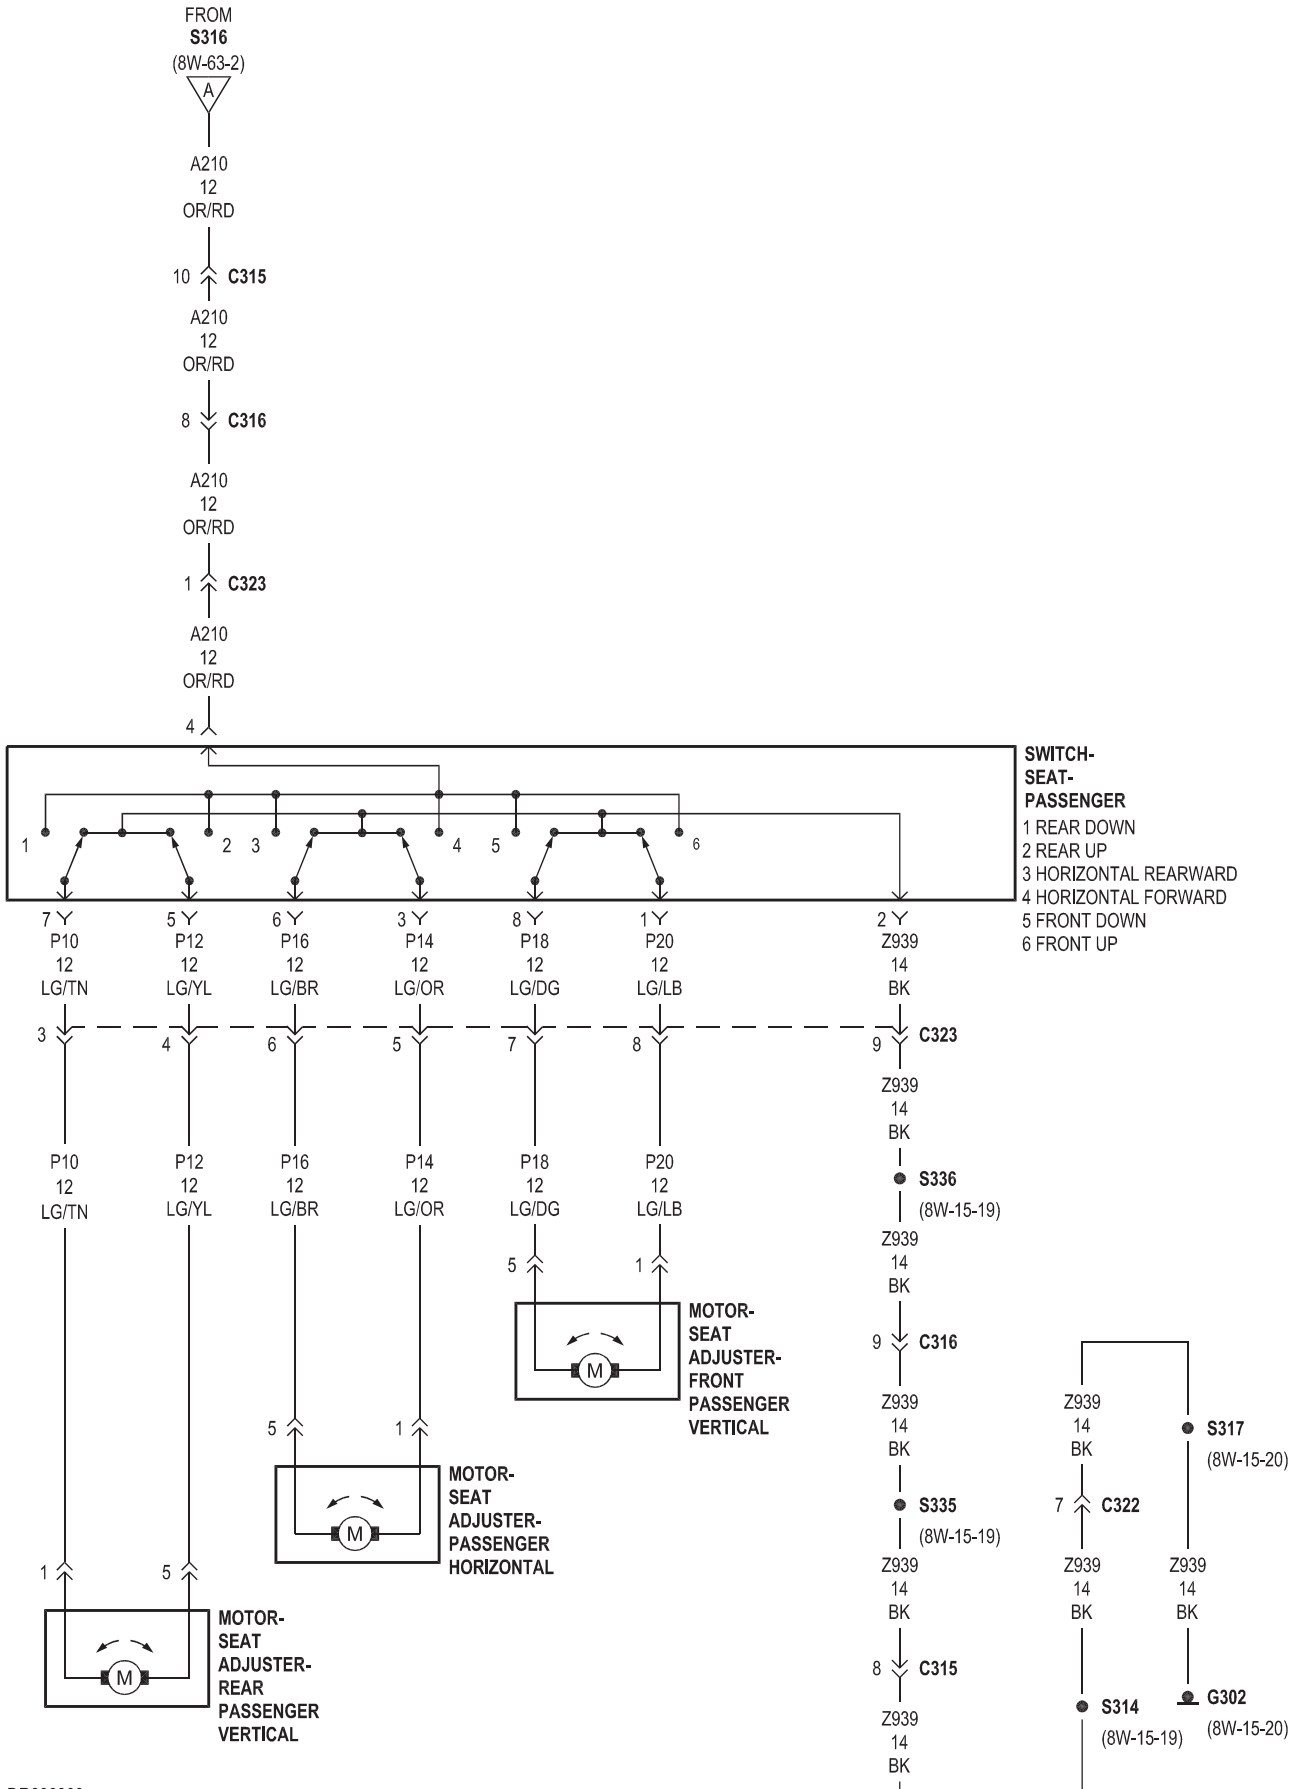 FROM
S316
(8W-63-2)
A
A210
12
OR/RD
10 C315
A210
12
OR/RD
8 C316
A210
12
OR/RD
1 C323
A210
12
OR/RD
4
SWITCH-
SEAT-
PASSENGER
1 REAR DOWN
2 REAR UP
3 HORIZONTAL REARWARD
4 HORIZONTAL FORWARD
5 FRONT DOWN
6 FRONT UP
1 2 3 4 5 6
7 5 6 3 8 1 2
P10 P12 P16 P14 P18 P20 Z939
12 12 12 12 12 12 14
LG/TN LG/YL LG/BR LG/OR LG/DG LG/LB BK
3 4 6 5 7 8 9 C323
Z939
14
BK
P10 P12 P16 P14 P18 P20
12 12 12 12 12 12
LG/TN LG/YL LG/BR LG/OR LG/DG LG/LB
S336
(8W-15-19)
Z939
14
BK
5 1
M
MOTOR-
SEAT
ADJUSTER-
FRONT
PASSENGER
VERTICAL
9 C316
Z939 Z939
14 14
BK BK
S317
(8W-15-20)
5 1
M
MOTOR-
SEAT
ADJUSTER-
PASSENGER
HORIZONTAL
S335
(8W-15-19)
7 C322
Z939 Z939 Z939
14 14 14
BK BK BK
1 5
M
MOTOR-
SEAT
ADJUSTER-
REAR
PASSENGER
VERTICAL
8 C315
S314
(8W-15-19)
G302
(8W-15-20)
Z939
14
BK